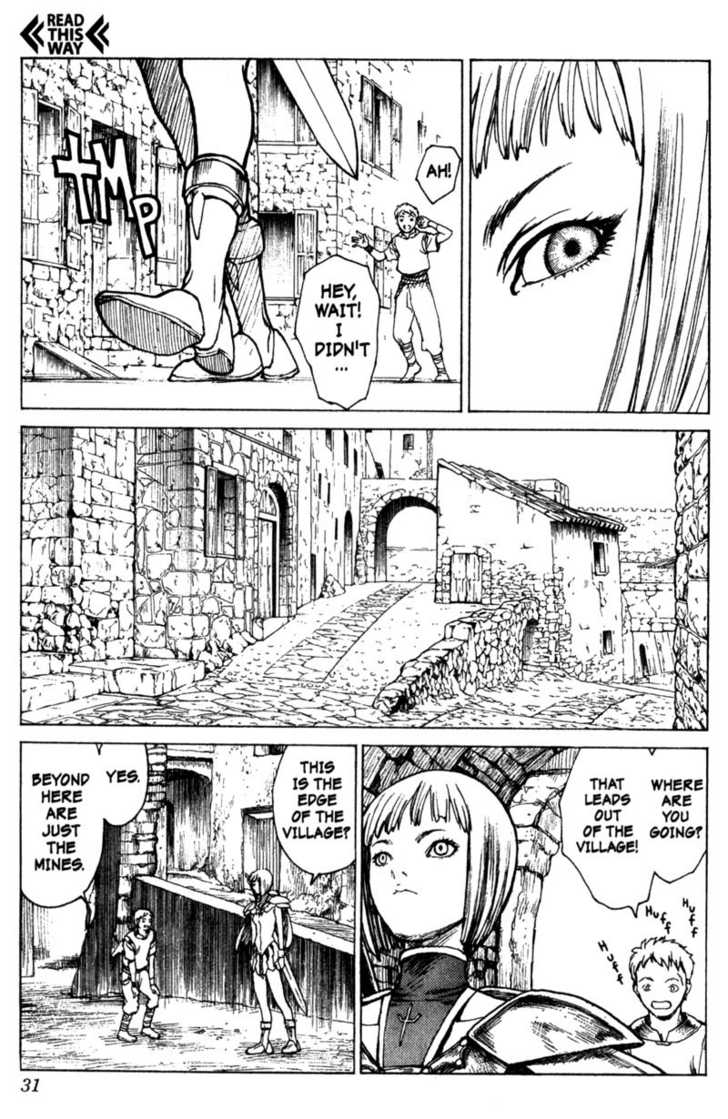 READ
THIS
WAY
AH!
HEY,
WAIT!
I
DIDN'T
...
TMP
WHERE
ARE
YOU
GOING?
THAT
LEADS
OUT
OF THE
VILLAGE!
Huff
Huff
Huff
THIS
IS THE
EDGE
OF THE
VILLAGE?
YES.
BEYOND
HERE
ARE
JUST
THE
MINES.
31